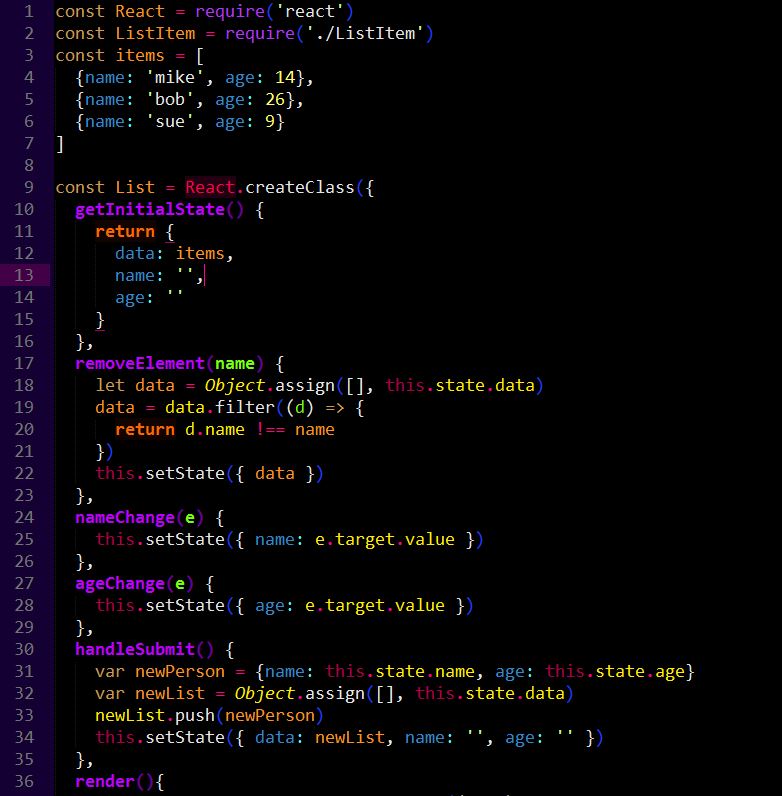 1 const React = require('react')
2 const ListItem = require('./ListItem')
3 const items = [
4   {name: 'mike', age: 14},
5   {name: 'bob', age: 26},
6   {name: 'sue', age: 9}
7 ]
8
9 const List = React.createClass({
10   getInitialState() {
11     return {
12       data: items,
13       name: '',
14       age: ''
15     }
16   },
17   removeElement(name) {
18     let data = Object.assign([], this.state.data)
19     data = data.filter((d) => {
20       return d.name !== name
21     })
22     this.setState({ data })
23   },
24   nameChange(e) {
25     this.setState({ name: e.target.value })
26   },
27   ageChange(e) {
28     this.setState({ age: e.target.value })
29   },
30   handleSubmit() {
31     var newPerson = {name: this.state.name, age: this.state.age}
32     var newList = Object.assign([], this.state.data)
33     newList.push(newPerson)
34     this.setState({ data: newList, name: '', age: '' })
35   },
36   render(){